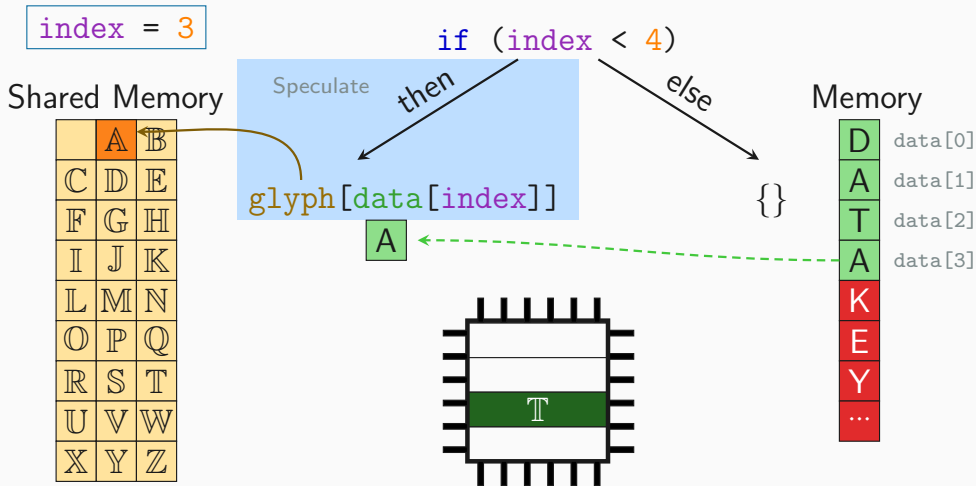 index = 3
if (index < 4)
Speculate
then
else
Shared Memory
𝔸 𝔹
ℂ 𝔻 𝔼
𝔽 𝔾 ℍ
𝕀 𝕁 𝕂
𝕃 𝕄 ℕ
𝕆 ℙ ℚ
ℝ 𝕊 𝕋
𝕌 𝕍 𝕎
𝕏 𝕐 ℤ
glyph[data[index]]
A
{}
𝕋
Memory
D data[0]
A data[1]
T data[2]
A data[3]
K
E
Y
...